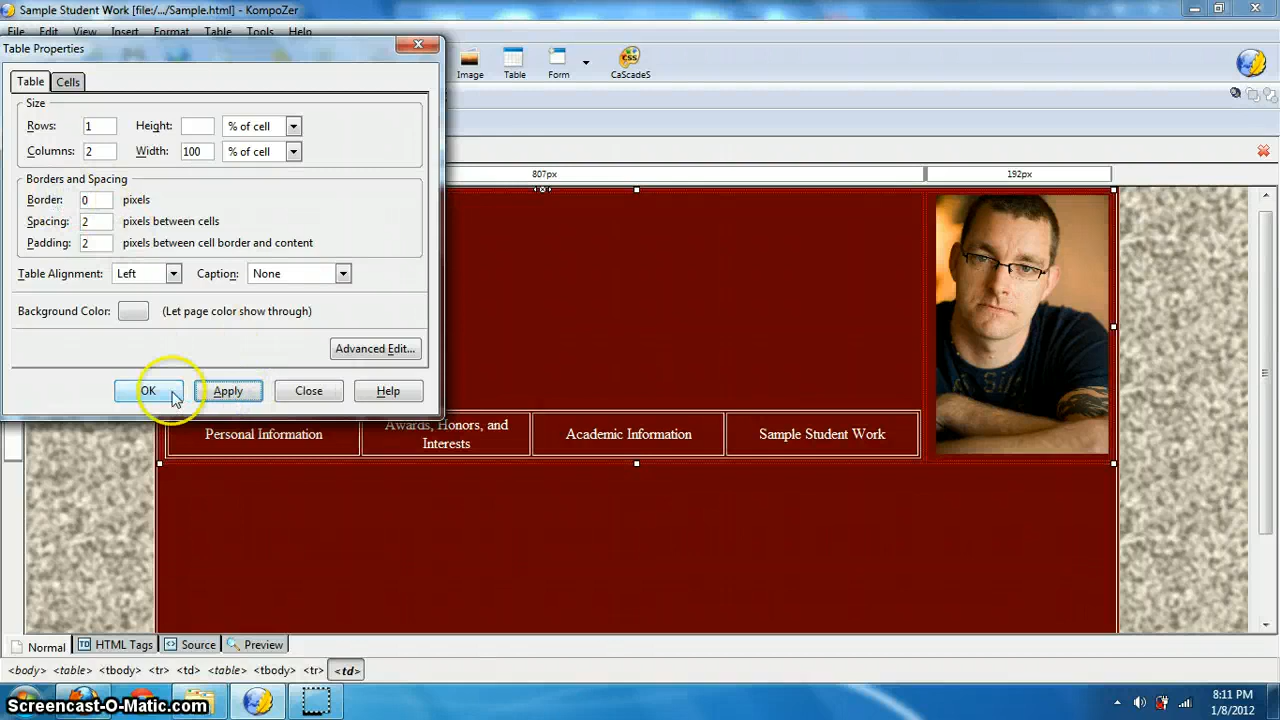 Sample Student Work [file:/.../Sample.html] - KompoZer
File Edit View Insert Format Table Tools Help
Table Properties
Image Table Form CaScadeS
Table Cells
Size
Rows: 1 Height: % of cell
Columns: 2 Width: 100 % of cell
807px 192px
Borders and Spacing
Border: 0 pixels
Spacing: 2 pixels between cells
Padding: 2 pixels between cell border and content
Table Alignment: Left Caption: None
Background Color: (Let page color show through)
Advanced Edit...
OK Apply Close Help
Personal Information
Awards, Honors, and
Interests
Academic Information
Sample Student Work
Normal HTML Tags Source Preview
<body> <table> <tbody> <tr> <td> <table> <tbody> <tr> <td>
Screencast-O-Matic.com
8:11 PM
1/8/2012